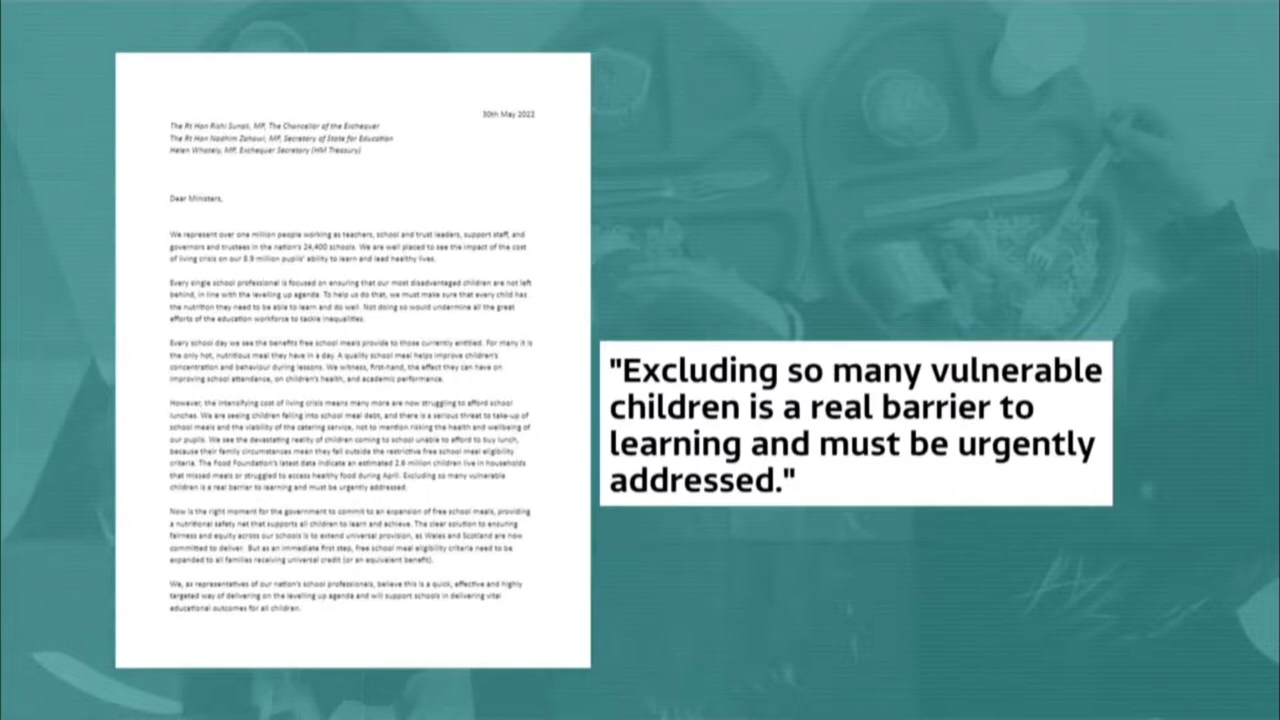 30th May 2022
The Rt Hon Rishi Sunak, MP, The Chancellor of the Exchequer
The Rt Hon Nadhim Zahawi, MP, Secretary of State for Education
Helen Whately, MP, Exchequer Secretary (HM Treasury)
Dear Ministers,
We represent over one million people working as teachers, school and trust leaders, support staff, and
governors and trustees in the nation's 24,400 schools. We are well placed to see the impact of the cost
of living crisis on our 8.9 million pupils' ability to learn and lead healthy lives.
Every single school professional is focused on ensuring that our most disadvantaged children are not left
behind, in line with the levelling up agenda. To help us do that, we must make sure that every child has
the nutrition they need to be able to learn and do well. Not doing so would undermine all the great
efforts of the education workforce to tackle inequalities.
Every school day we see the benefits free school meals provide to those currently entitled. For many it is
the only hot, nutritious meal they have in a day. A quality school meal helps improve children's
concentration and behaviour during lessons. We witness, first-hand, the effect they can have on
improving school attendance, on children's health, and academic performance.
However, the intensifying cost of living crisis means many more are now struggling to afford school
lunches. We are seeing children falling into school meal debt, and there is a serious threat to take-up of
school meals and the viability of the catering service, not to mention risking the health and wellbeing of
our pupils. We see the devastating reality of children coming to school unable to afford to buy lunch,
because their family circumstances mean they fall outside the restrictive free school meal eligibility
criteria. The Food Foundation's latest data indicate an estimated 2.6 million children live in households
that missed meals or struggled to access healthy food during April. Excluding so many vulnerable
children is a real barrier to learning and must be urgently addressed.
Now is the right moment for the government to commit to an expansion of free school meals, providing
a nutritional safety net that supports all children to learn and achieve. The clear solution to ensuring
fairness and equity across our schools is to extend universal provision, as Wales and Scotland are now
committed to deliver. But as an immediate first step, free school meal eligibility criteria need to be
expanded to all families receiving universal credit (or an equivalent benefit).
We, as representatives of our nation's school professionals, believe this is a quick, effective and highly
targeted way of delivering on the levelling up agenda and will support schools in delivering vital
educational outcomes for all children.
"Excluding so many vulnerable
children is a real barrier to
learning and must be urgently
addressed."